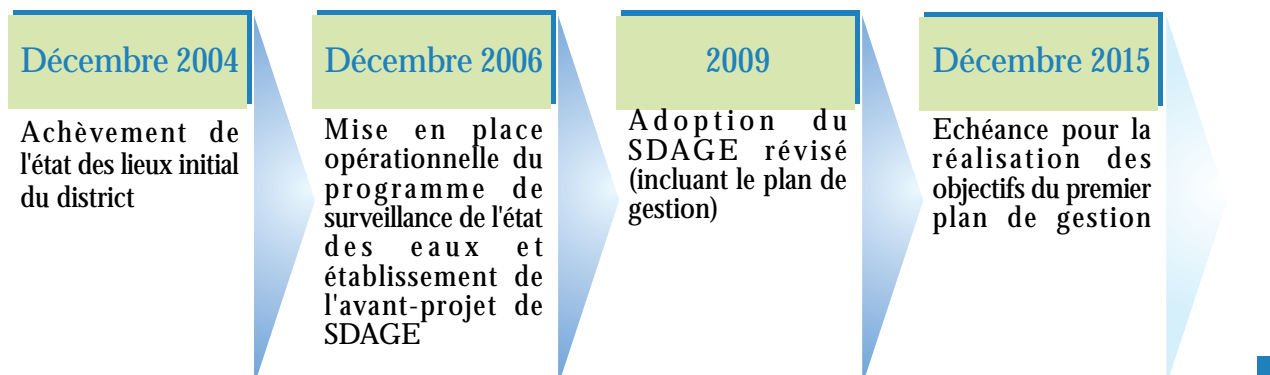 Décembre 2004
Achèvement de
l'état des lieux initial
du district
Décembre 2006
Mise en place
opérationnelle du
programme de
surveillance de l'état
des eaux et
établissement de
l'avant-projet de
SDAGE
2009
Adoption du
SDAGE révisé
(incluant le plan de
gestion)
Décembre 2015
Echéance pour la
réalisation des
objectifs du premier
plan de gestion